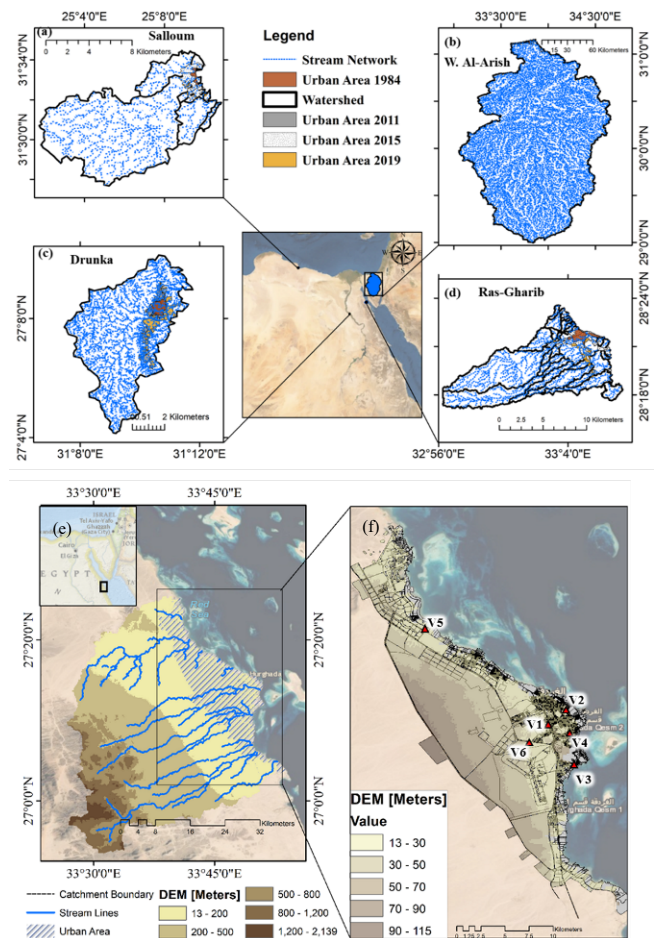 25°4'0"E 25°8'0"E
(a) Salloum
0 2 4 8 Kilometers
31°34'0"N
31°30'0"N
Legend
Stream Network
Urban Area 1984
Watershed
Urban Area 2011
Urban Area 2015
Urban Area 2019
33°30'0"E 34°30'0"E
15 30 60 Kilometers
(b)
W. Al-Arish
31°0'0"N
30°0'0"N
29°0'0"N
(c) Drunka
27°8'0"N
27°4'0"N
2 Kilometers
31°8'0"E 31°12'0"E
(d) Ras-Gharib
28°24'0"N
28°18'0"N
0 2.5 5 10 Kilometers
32°56'0"E 33°4'0"E
33°30'0"E 33°45'0"E
(e)
ISRAEL
Cairo
EGYPT
Hurghada
27°20'0"N
27°0'0"N
0 4 8 16 24 32
Kilometers
33°30'0"E 33°45'0"E
Catchment Boundary
Stream Lines
Urban Area
DEM [Meters]
13 - 200
200 - 500
500 - 800
800 - 1,200
1,200 - 2,139
(f)
V5
V2
V1
V4
V6
V3
DEM [Meters]
Value
13 - 30
30 - 50
50 - 70
70 - 90
90 - 115
Kilometers